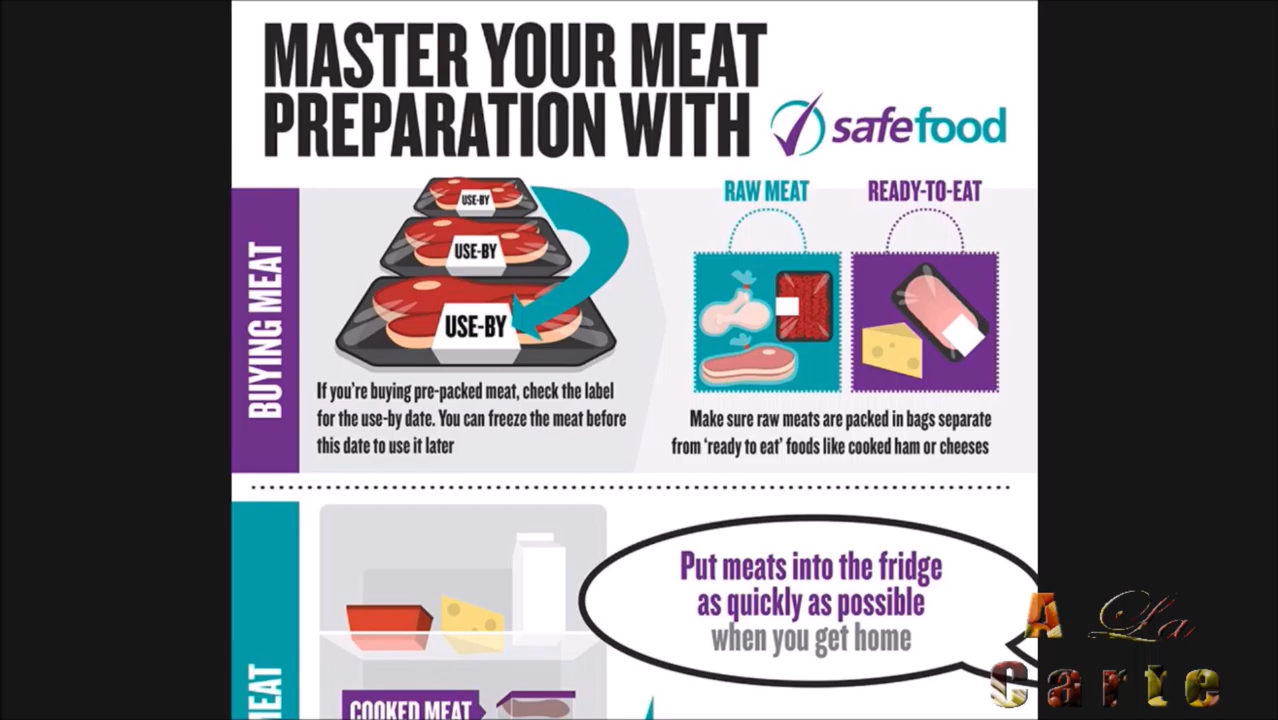 MASTER YOUR MEAT
PREPARATION WITH
safefood
BUYING MEAT
USE-BY
USE-BY
USE-BY
If you're buying pre-packed meat, check the label
for the use-by date. You can freeze the meat before
this date to use it later
RAW MEAT
READY-TO-EAT
Make sure raw meats are packed in bags separate
from 'ready to eat' foods like cooked ham or cheeses
MEAT
Put meats into the fridge
as quickly as possible
when you get home
COOKED MEAT
A La
Carte